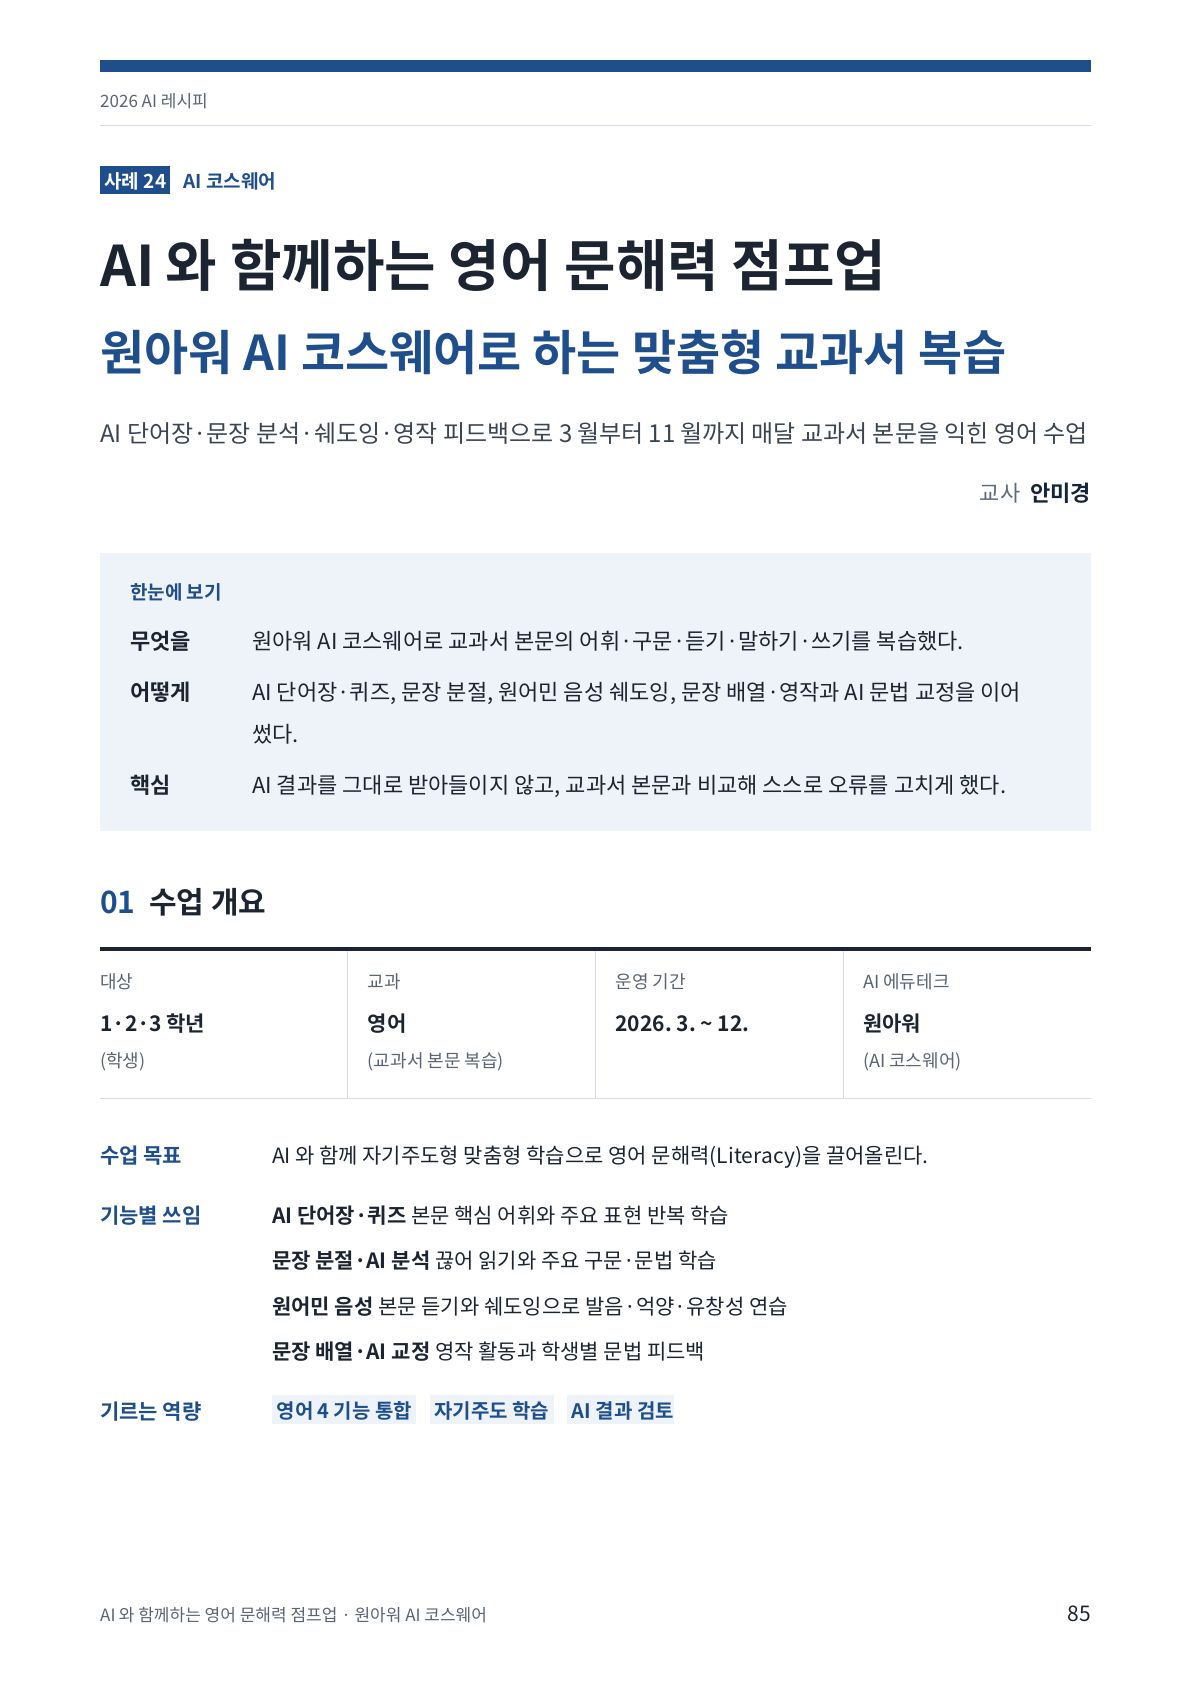 2026 AI 레시피
사례 24 AI 코스웨어
AI 와 함께하는 영어 문해력 점프업
원아워 AI 코스웨어로 하는 맞춤형 교과서 복습
AI 단어장·문장 분석·쉐도잉·영작 피드백으로 3 월부터 11 월까지 매달 교과서 본문을 익힌 영어 수업
교사 안미경
한눈에 보기
무엇을 원아워 AI 코스웨어로 교과서 본문의 어휘·구문·듣기·말하기·쓰기를 복습했다.
어떻게 AI 단어장·퀴즈, 문장 분절, 원어민 음성 쉐도잉, 문장 배열·영작과 AI 문법 교정을 이어
썼다.
핵심 AI 결과를 그대로 받아들이지 않고, 교과서 본문과 비교해 스스로 오류를 고치게 했다.
01 수업 개요
대상 교과 운영 기간 AI 에듀테크
1·2·3 학년 영어 2026. 3. ~ 12. 원아워
(학생) (교과서 본문 복습) (AI 코스웨어)
수업 목표 AI 와 함께 자기주도형 맞춤형 학습으로 영어 문해력(Literacy)을 끌어올린다.
기능별 쓰임 AI 단어장·퀴즈 본문 핵심 어휘와 주요 표현 반복 학습
문장 분절·AI 분석 끊어 읽기와 주요 구문·문법 학습
원어민 음성 본문 듣기와 쉐도잉으로 발음·억양·유창성 연습
문장 배열·AI 교정 영작 활동과 학생별 문법 피드백
기르는 역량 영어 4 기능 통합 자기주도 학습 AI 결과 검토
AI 와 함께하는 영어 문해력 점프업 · 원아워 AI 코스웨어 85